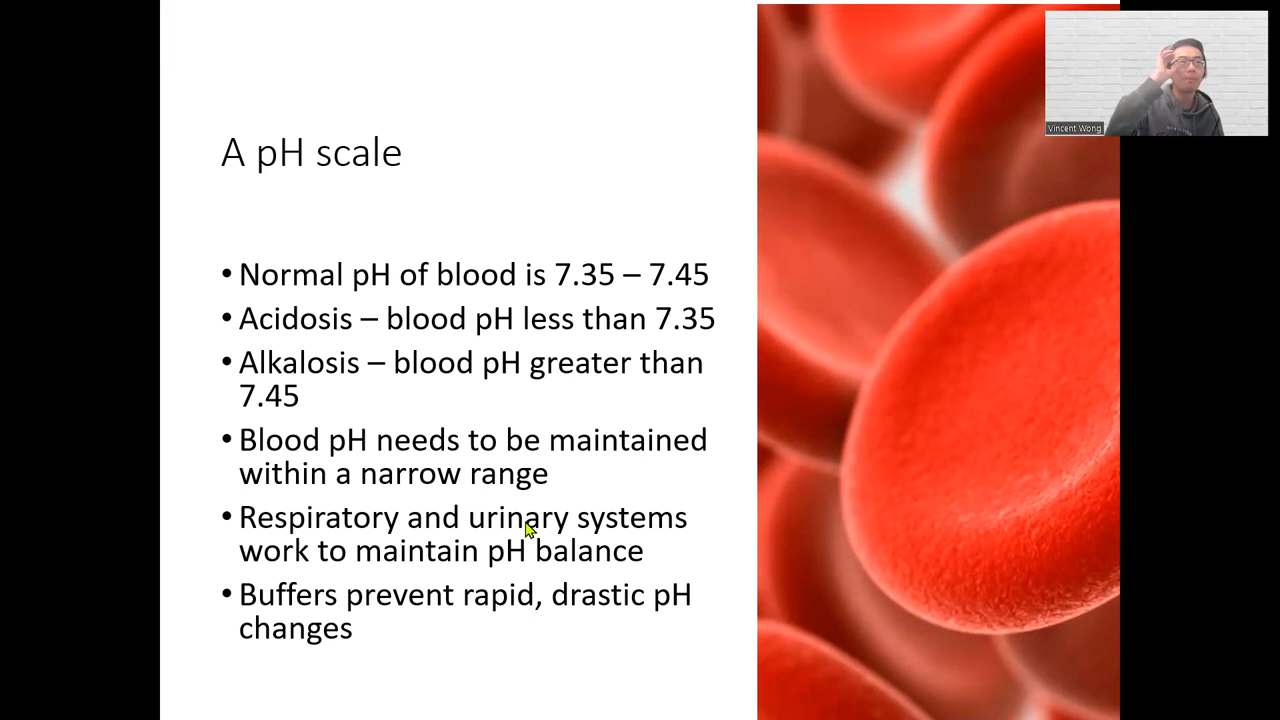 A pH scale
• Normal pH of blood is 7.35 – 7.45
• Acidosis – blood pH less than 7.35
• Alkalosis – blood pH greater than
7.45
• Blood pH needs to be maintained
within a narrow range
• Respiratory and urinary systems
work to maintain pH balance
• Buffers prevent rapid, drastic pH
changes
Vincent Wong